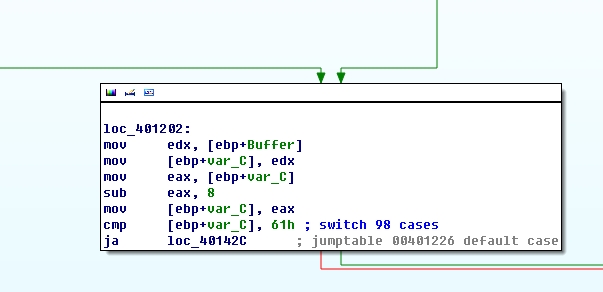 loc_401202:
mov edx, [ebp+Buffer]
mov [ebp+var_C], edx
mov eax, [ebp+var_C]
sub eax, 8
mov [ebp+var_C], eax
cmp [ebp+var_C], 61h ; switch 98 cases
ja loc_40142C ; jumptable 00401226 default case